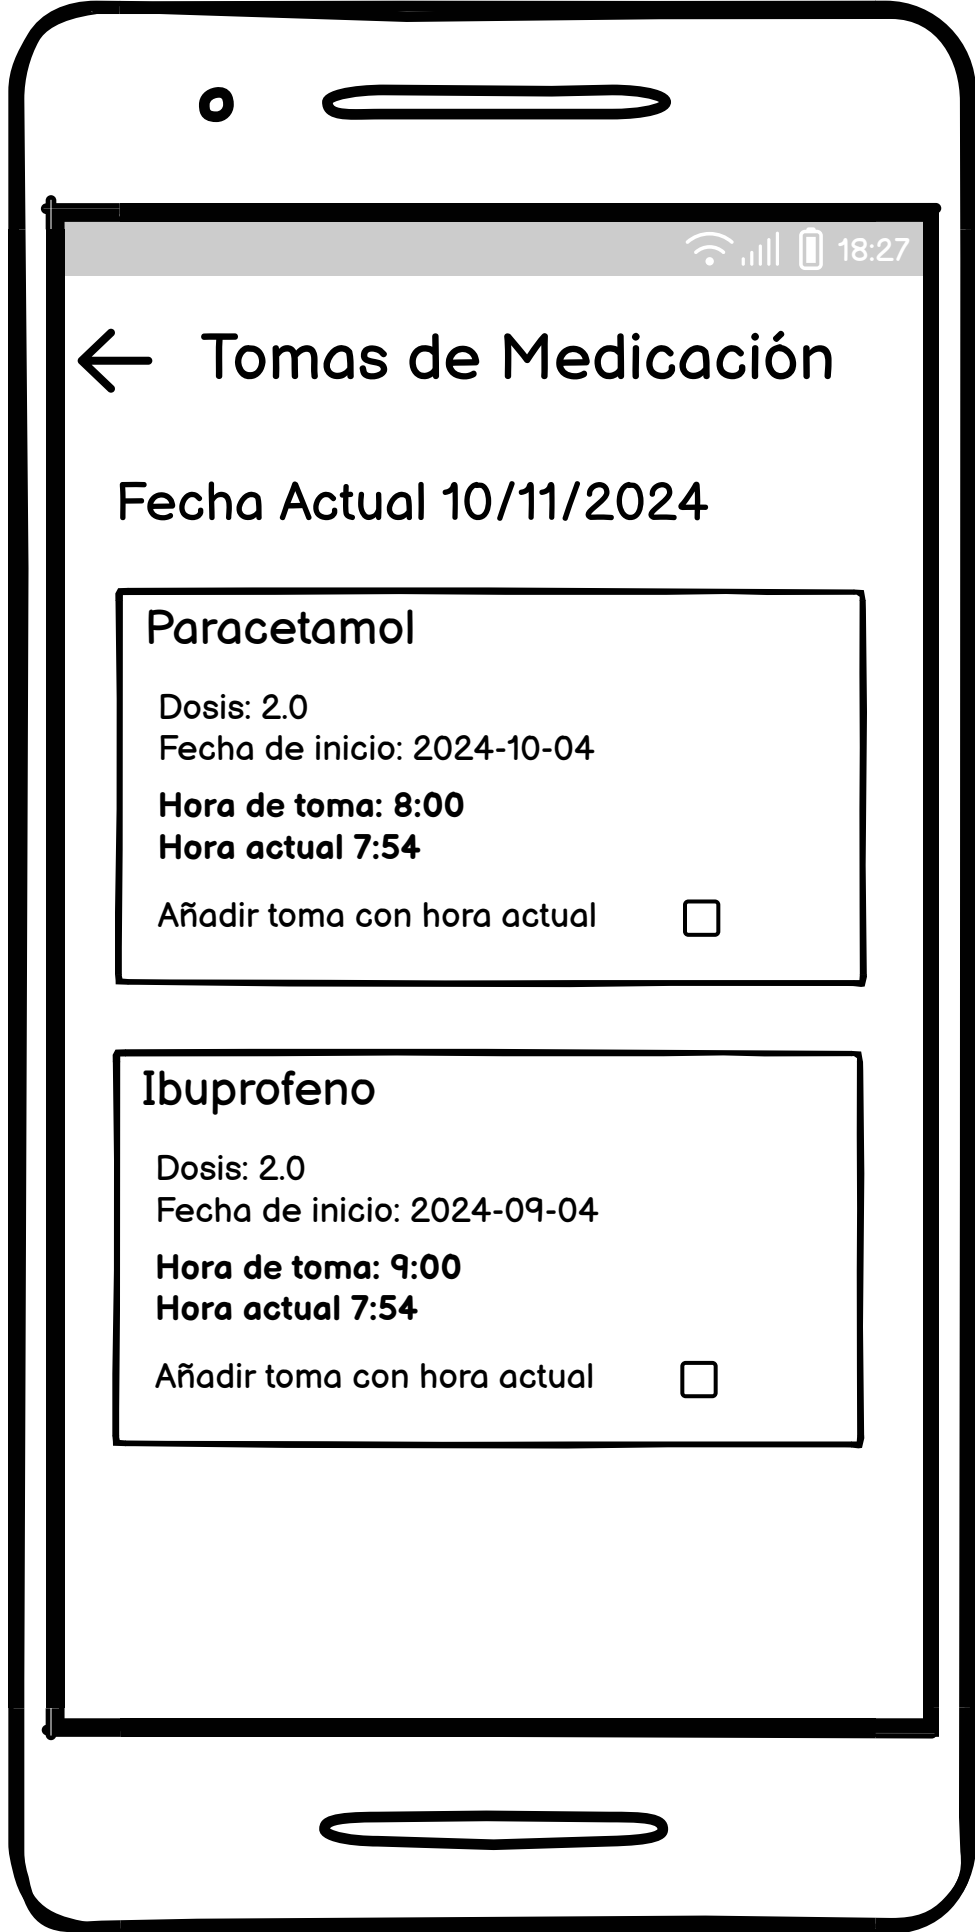 18:27
Tomas de Medicación
Fecha Actual 10/11/2024
Paracetamol
Dosis: 2.0
Fecha de inicio: 2024-10-04
Hora de toma: 8:00
Hora actual 7:54
Añadir toma con hora actual
Ibuprofeno
Dosis: 2.0
Fecha de inicio: 2024-09-04
Hora de toma: 9:00
Hora actual 7:54
Añadir toma con hora actual